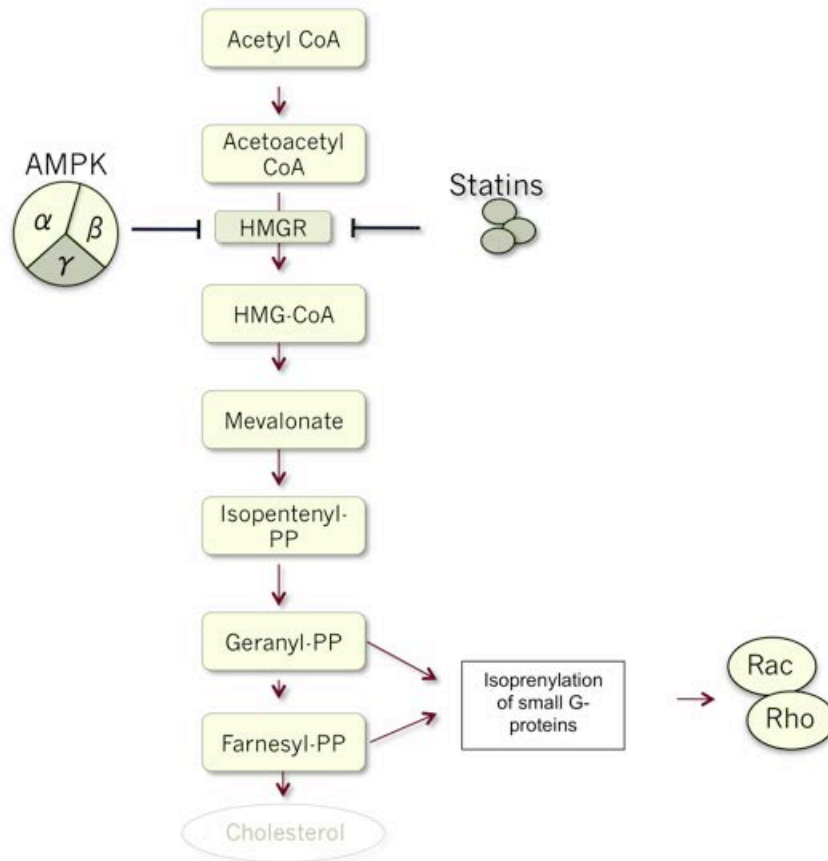 Acetyl CoA
Acetoacetyl
CoA
AMPK
α
β
γ
Statins
HMGR
HMG-CoA
Mevalonate
Isopentenyl-
PP
Geranyl-PP
Isoprenylation
of small G-
proteins
Rac
Rho
Farnesyl-PP
Cholesterol